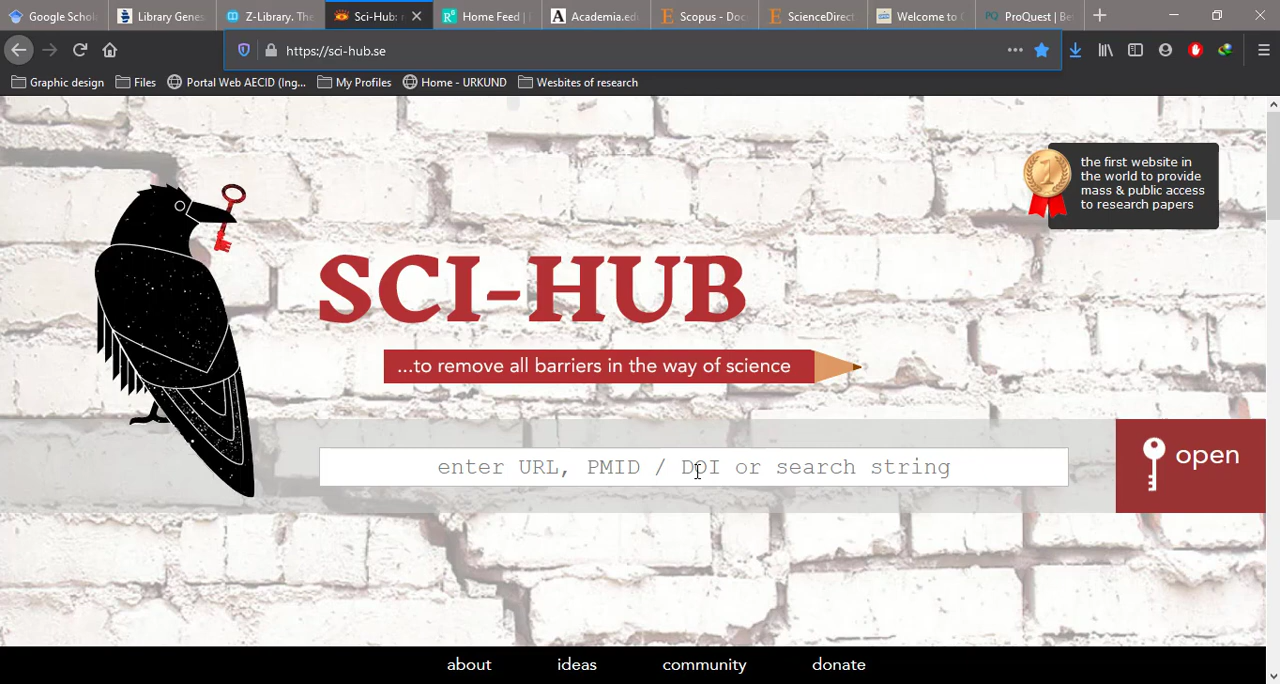 Google Schol
Library Genes
Z-Library. The
Sci-Hub:
Home Feed |
Academia.ed
Scopus - Doc
ScienceDirect
Welcome to
ProQuest | Be
https://sci-hub.se
Graphic design
Files
Portal Web AECID (Ing...
My Profiles
Home - URKUND
Wesbites of research
1
the first website in
the world to provide
mass & public access
to research papers
SCI-HUB
...to remove all barriers in the way of science
enter URL, PMID / DOI or search string
open
about
ideas
community
donate